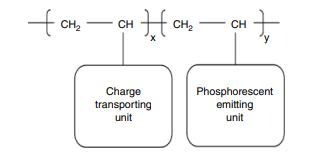 CH₂ CH x CH₂ CH y
Charge transporting unit
Phosphorescent emitting unit